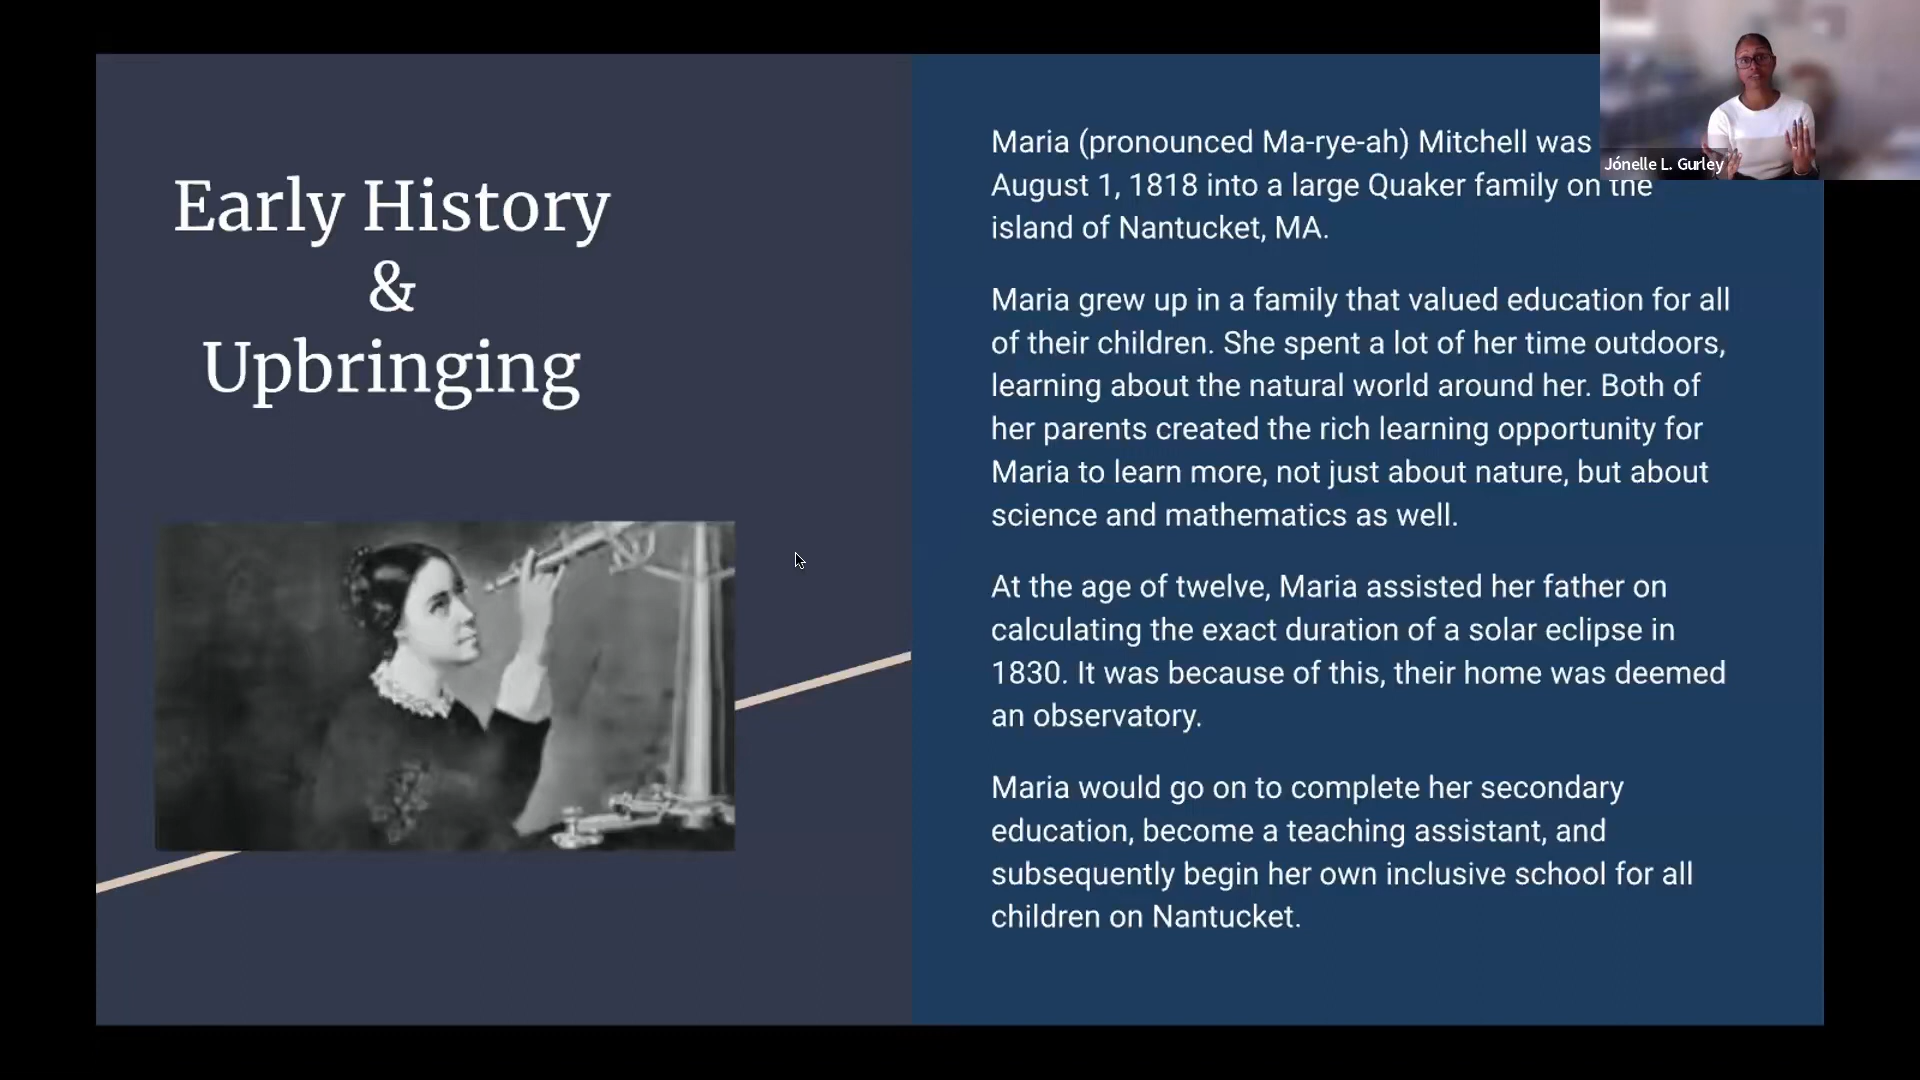 Early History
&
Upbringing
Maria (pronounced Ma-rye-ah) Mitchell was
August 1, 1818 into a large Quaker family on the
island of Nantucket, MA.
Maria grew up in a family that valued education for all
of their children. She spent a lot of her time outdoors,
learning about the natural world around her. Both of
her parents created the rich learning opportunity for
Maria to learn more, not just about nature, but about
science and mathematics as well.
At the age of twelve, Maria assisted her father on
calculating the exact duration of a solar eclipse in
1830. It was because of this, their home was deemed
an observatory.
Maria would go on to complete her secondary
education, become a teaching assistant, and
subsequently begin her own inclusive school for all
children on Nantucket.
Jónelle L. Gurley